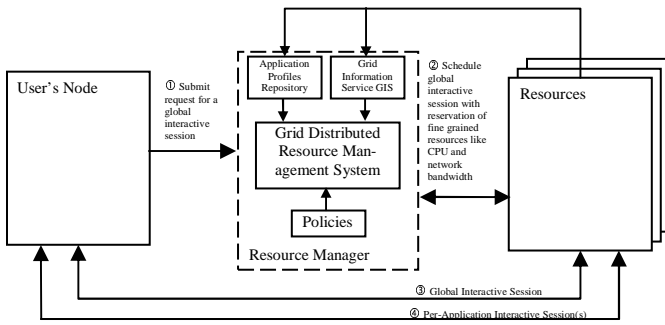 User's Node
① Submit
request for a
global
interactive
session
Application
Profiles
Repository
Grid
Information
Service GIS
Grid Distributed
Resource Man-
agement System
Policies
Resource Manager
② Schedule
global
interactive
session with
reservation of
fine grained
resources like
CPU and
network
bandwidth
Resources
③ Global Interactive Session
④ Per-Application Interactive Session(s)